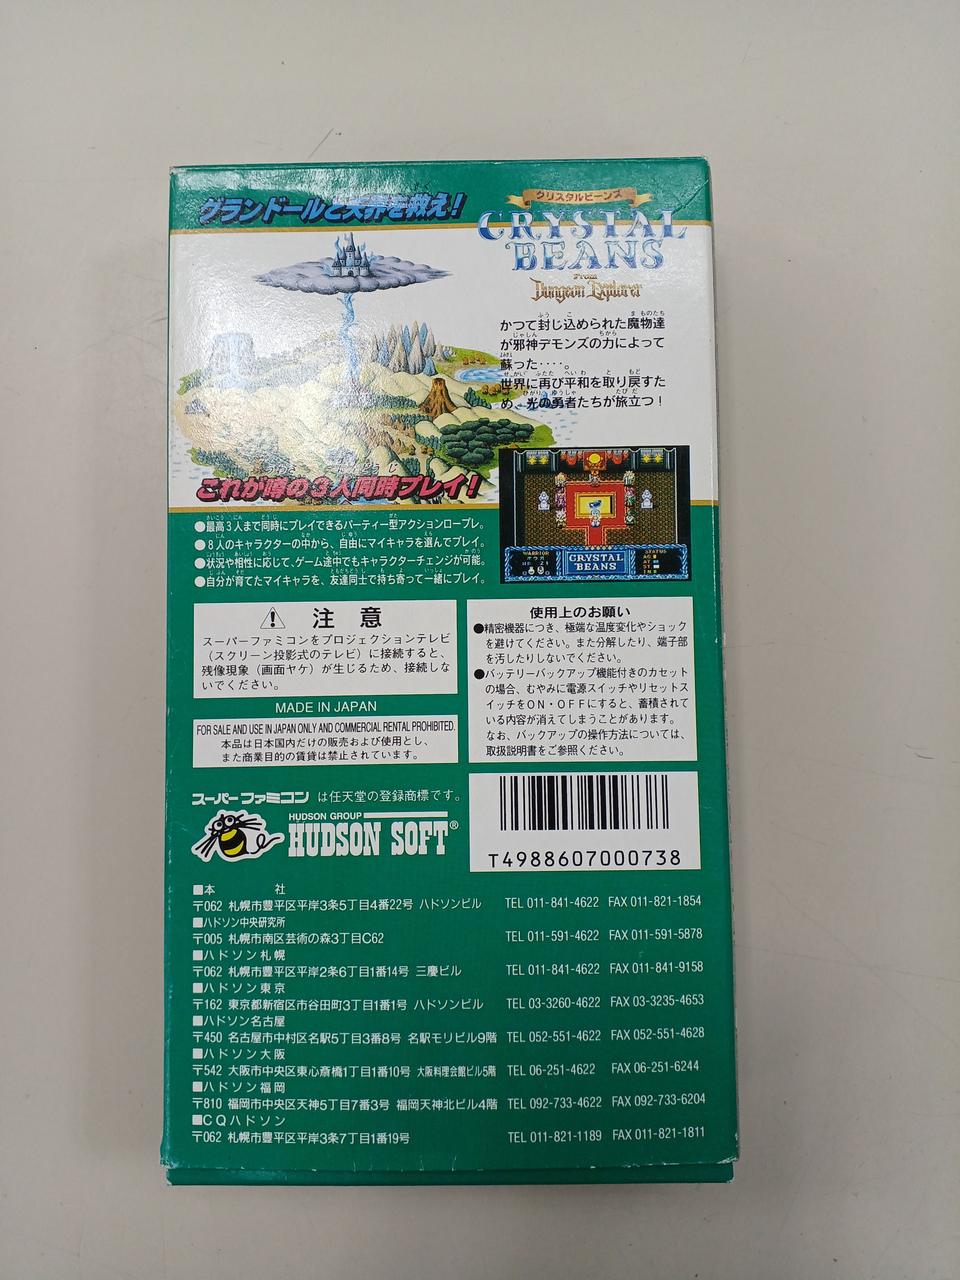 グランドールと天界を救え!
クリスタルビーンズ
CRYSTAL
BEANS
From
Dungeon Explorer
かつて封じ込められた魔物達
が邪神デモンズの力によって
蘇った‥‥。
世界に再び平和を取り戻すた
め、光の勇者たちが旅立つ!
これが噂の3人同時プレイ!
●最高3人まで同時にプレイできるパーティー型アクションロープレ。
●8人のキャラクターの中から、自由にマイキャラを選んでプレイ。
●状況や相性に応じて、ゲーム途中でもキャラクターチェンジが可能。
●自分が育てたマイキャラを、友達同士で持ち寄って一緒にプレイ。
WARRIOR
CRYSTAL
BEANS
STATUS
注意
スーパーファミコンをプロジェクションテレビ
(スクリーン投影式のテレビ)に接続すると、
残像現象(画面ヤケ)が生じるため、接続しな
いでください。
MADE IN JAPAN
FOR SALE AND USE IN JAPAN ONLY AND COMMERCIAL RENTAL PROHIBITED.
本品は日本国内だけの販売および使用とし、
また商業目的の賃貸は禁止されています。
使用上のお願い
●精密機器につき、極端な温度変化やショック
を避けてください。また分解したり、端子部
を汚したりしないでください。
●バッテリーバックアップ機能付きのカセット
の場合、むやみに電源スイッチやリセットス
イッチをON・OFFにすると、蓄積されて
いる内容が消えてしまうことがあります。
なお、バックアップの操作方法については、
取扱説明書をご参照ください。
スーパーファミコンは任天堂の登録商標です。
HUDSON GROUP
HUDSON SOFT®
T4988607000738
■本社
〒062 札幌市豊平区平岸3条5丁目4番22号 ハドソンビル TEL 011-841-4622 FAX 011-821-1854
■ハドソン中央研究所
〒005 札幌市南区芸術の森3丁目C62 TEL 011-591-4622 FAX 011-591-5878
■ハドソン札幌
〒062 札幌市豊平区平岸2条6丁目1番14号 三慶ビル TEL 011-841-4622 FAX 011-841-9158
■ハドソン東京
〒162 東京都新宿区市谷田町3丁目1番1号 ハドソンビル TEL 03-3260-4622 FAX 03-3235-4653
■ハドソン名古屋
〒450 名古屋市中村区名駅5丁目3番8号 名駅モリビル9階 TEL 052-551-4622 FAX 052-551-4628
■ハドソン大阪
〒542 大阪市中央区東心斎橋1丁目1番10号 大阪料理会館ビル5階 TEL 06-251-4622 FAX 06-251-6244
■ハドソン福岡
〒810 福岡市中央区天神5丁目7番3号 福岡天神北ビル4階 TEL 092-733-4622 FAX 092-733-6204
■CQハドソン
〒062 札幌市豊平区平岸3条7丁目1番19号 TEL 011-821-1189 FAX 011-821-1811